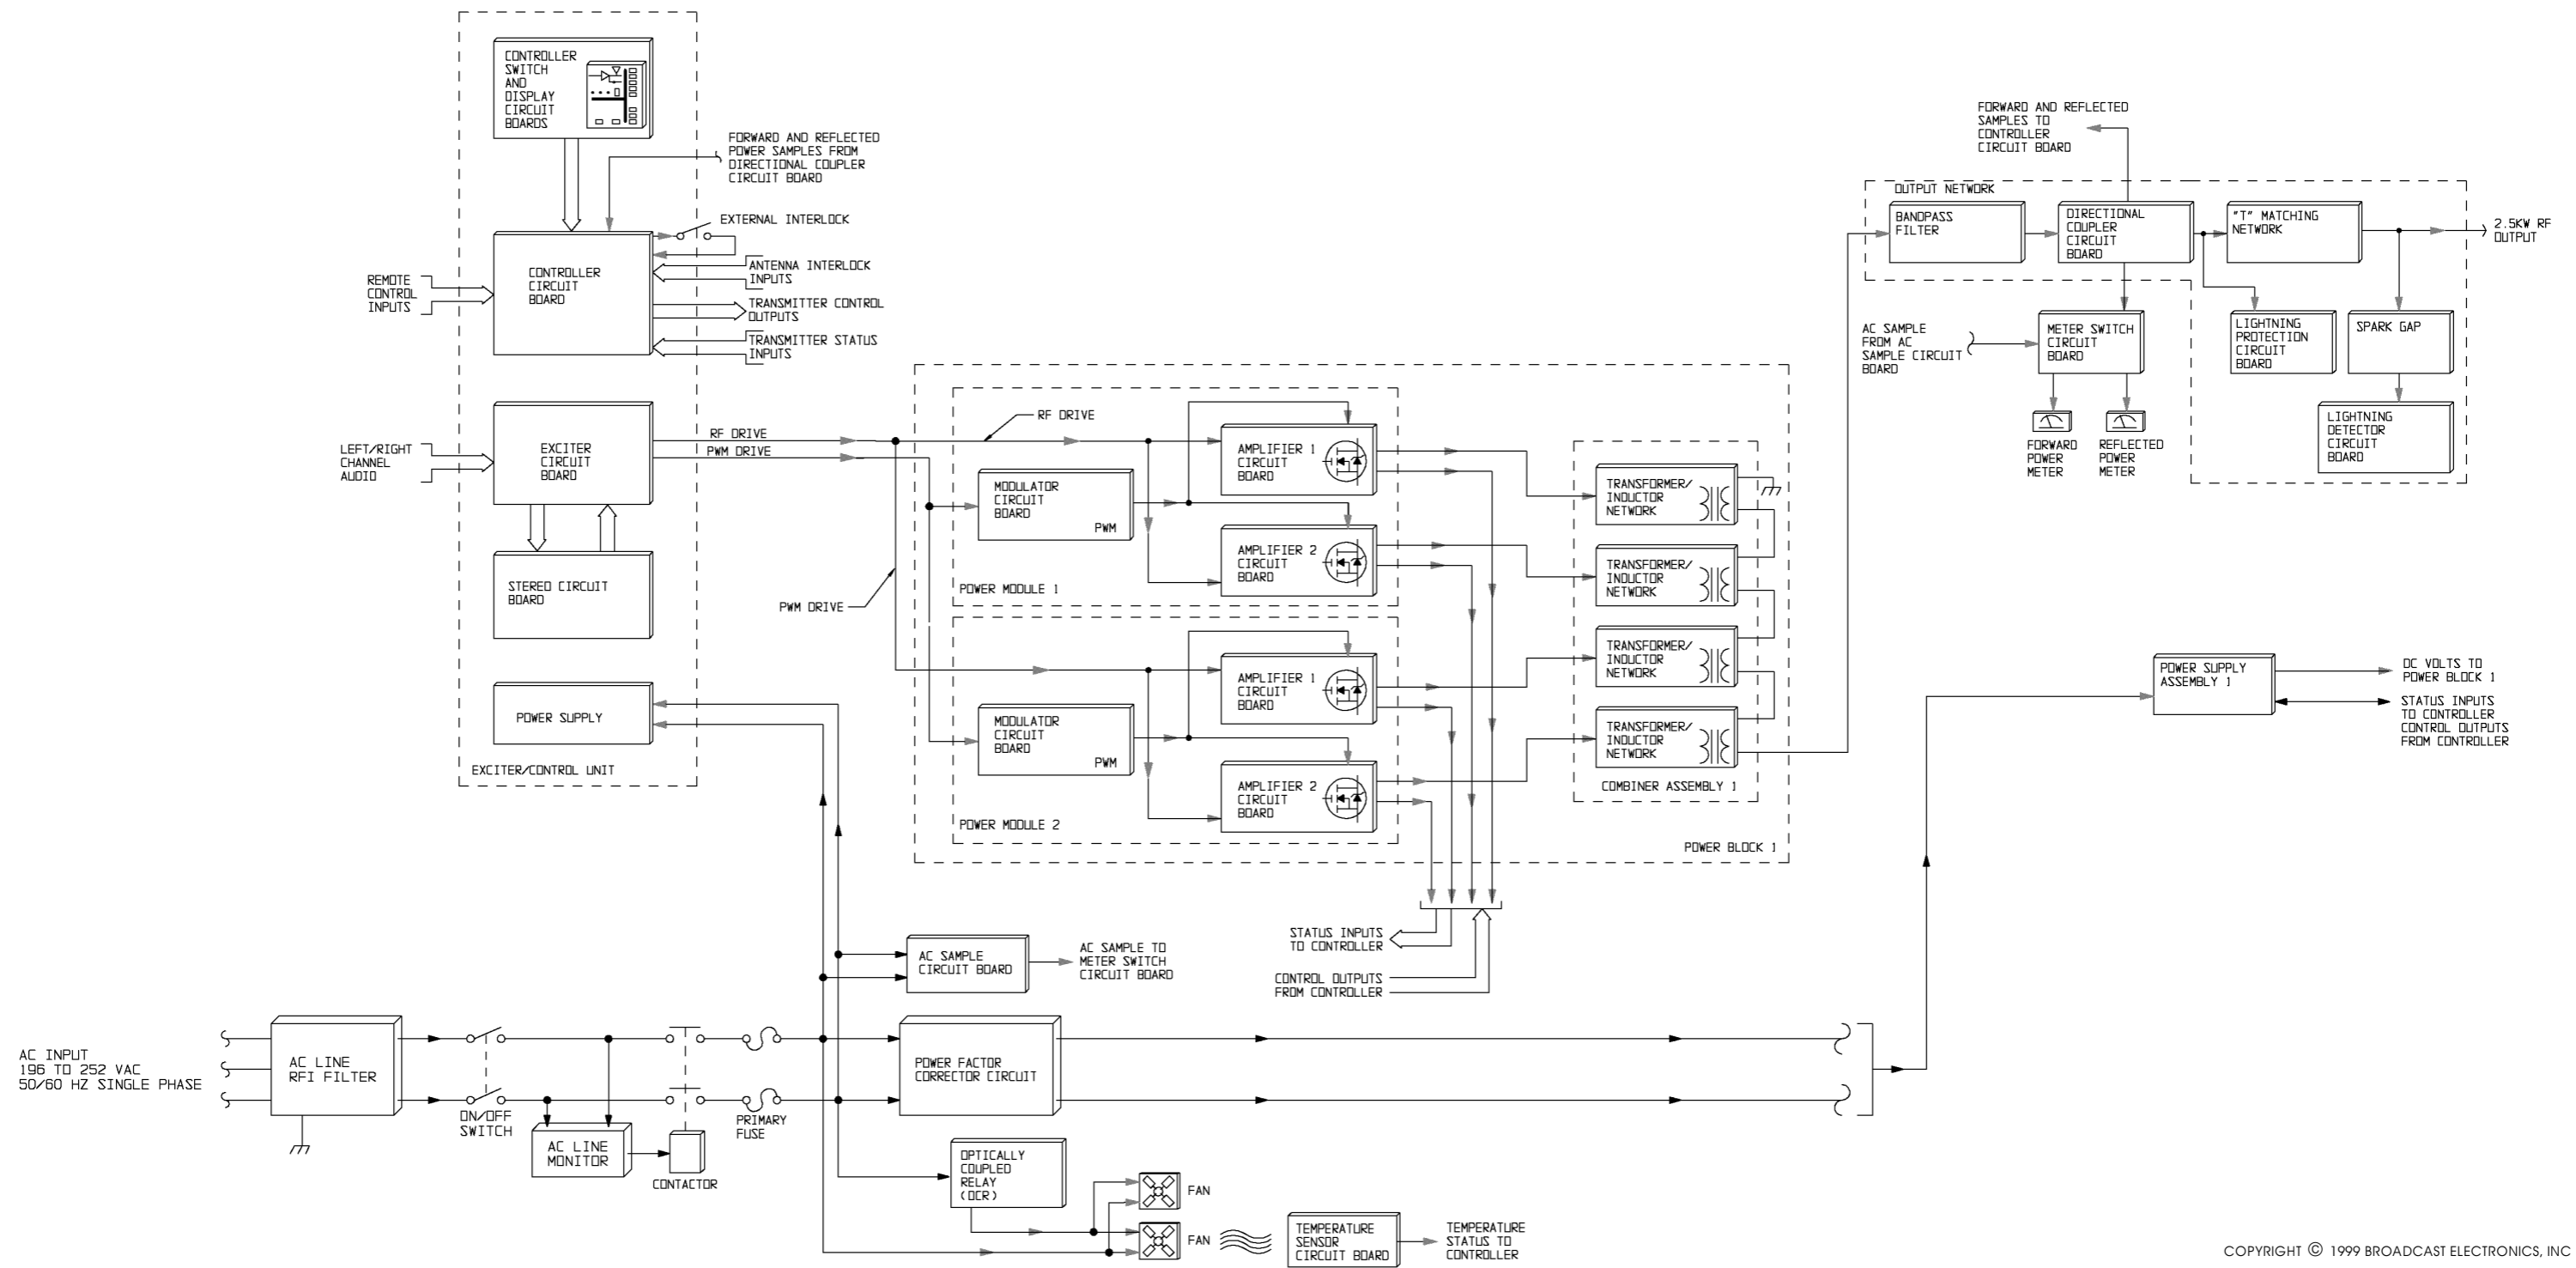 CONTROLLER
SWITCH
AND
DISPLAY
CIRCUIT
BOARDS
FORWARD AND REFLECTED
POWER SAMPLES FROM
DIRECTIONAL COUPLER
CIRCUIT BOARD
EXTERNAL INTERLOCK
CONTROLLER
CIRCUIT
BOARD
ANTENNA INTERLOCK
INPUTS
REMOTE
CONTROL
INPUTS
TRANSMITTER CONTROL
OUTPUTS
TRANSMITTER STATUS
INPUTS
LEFT/RIGHT
CHANNEL
AUDIO
EXCITER
CIRCUIT
BOARD
RF DRIVE
PWM DRIVE
STEREO CIRCUIT
BOARD
POWER SUPPLY
EXCITER/CONTROL UNIT
PWM DRIVE
RF DRIVE
MODULATOR
CIRCUIT
BOARD
PWM
AMPLIFIER 1
CIRCUIT
BOARD
AMPLIFIER 2
CIRCUIT
BOARD
POWER MODULE 1
MODULATOR
CIRCUIT
BOARD
PWM
AMPLIFIER 1
CIRCUIT
BOARD
AMPLIFIER 2
CIRCUIT
BOARD
POWER MODULE 2
TRANSFORMER/
INDUCTOR
NETWORK
TRANSFORMER/
INDUCTOR
NETWORK
TRANSFORMER/
INDUCTOR
NETWORK
TRANSFORMER/
INDUCTOR
NETWORK
COMBINER ASSEMBLY 1
POWER BLOCK 1
STATUS INPUTS
TO CONTROLLER
CONTROL OUTPUTS
FROM CONTROLLER
FORWARD AND REFLECTED
SAMPLES TO
CONTROLLER
CIRCUIT BOARD
OUTPUT NETWORK
BANDPASS
FILTER
DIRECTIONAL
COUPLER
CIRCUIT
BOARD
"T" MATCHING
NETWORK
2.5KW RF
OUTPUT
AC SAMPLE
FROM AC
SAMPLE CIRCUIT
BOARD
METER SWITCH
CIRCUIT
BOARD
LIGHTNING
PROTECTION
CIRCUIT
BOARD
SPARK GAP
FORWARD
POWER
METER
REFLECTED
POWER
METER
LIGHTNING
DETECTOR
CIRCUIT
BOARD
POWER SUPPLY
ASSEMBLY 1
DC VOLTS TO
POWER BLOCK 1
STATUS INPUTS
TO CONTROLLER
CONTROL OUTPUTS
FROM CONTROLLER
AC SAMPLE
CIRCUIT BOARD
AC SAMPLE TO
METER SWITCH
CIRCUIT BOARD
AC INPUT
196 TO 252 VAC
50/60 HZ SINGLE PHASE
AC LINE
RFI FILTER
ON/OFF
SWITCH
AC LINE
MONITOR
CONTACTOR
PRIMARY
FUSE
POWER FACTOR
CORRECTOR CIRCUIT
OPTICALLY
COUPLED
RELAY
(OCR)
FAN
FAN
TEMPERATURE
SENSOR
CIRCUIT BOARD
TEMPERATURE
STATUS TO
CONTROLLER
COPYRIGHT © 1999 BROADCAST ELECTRONICS, INC